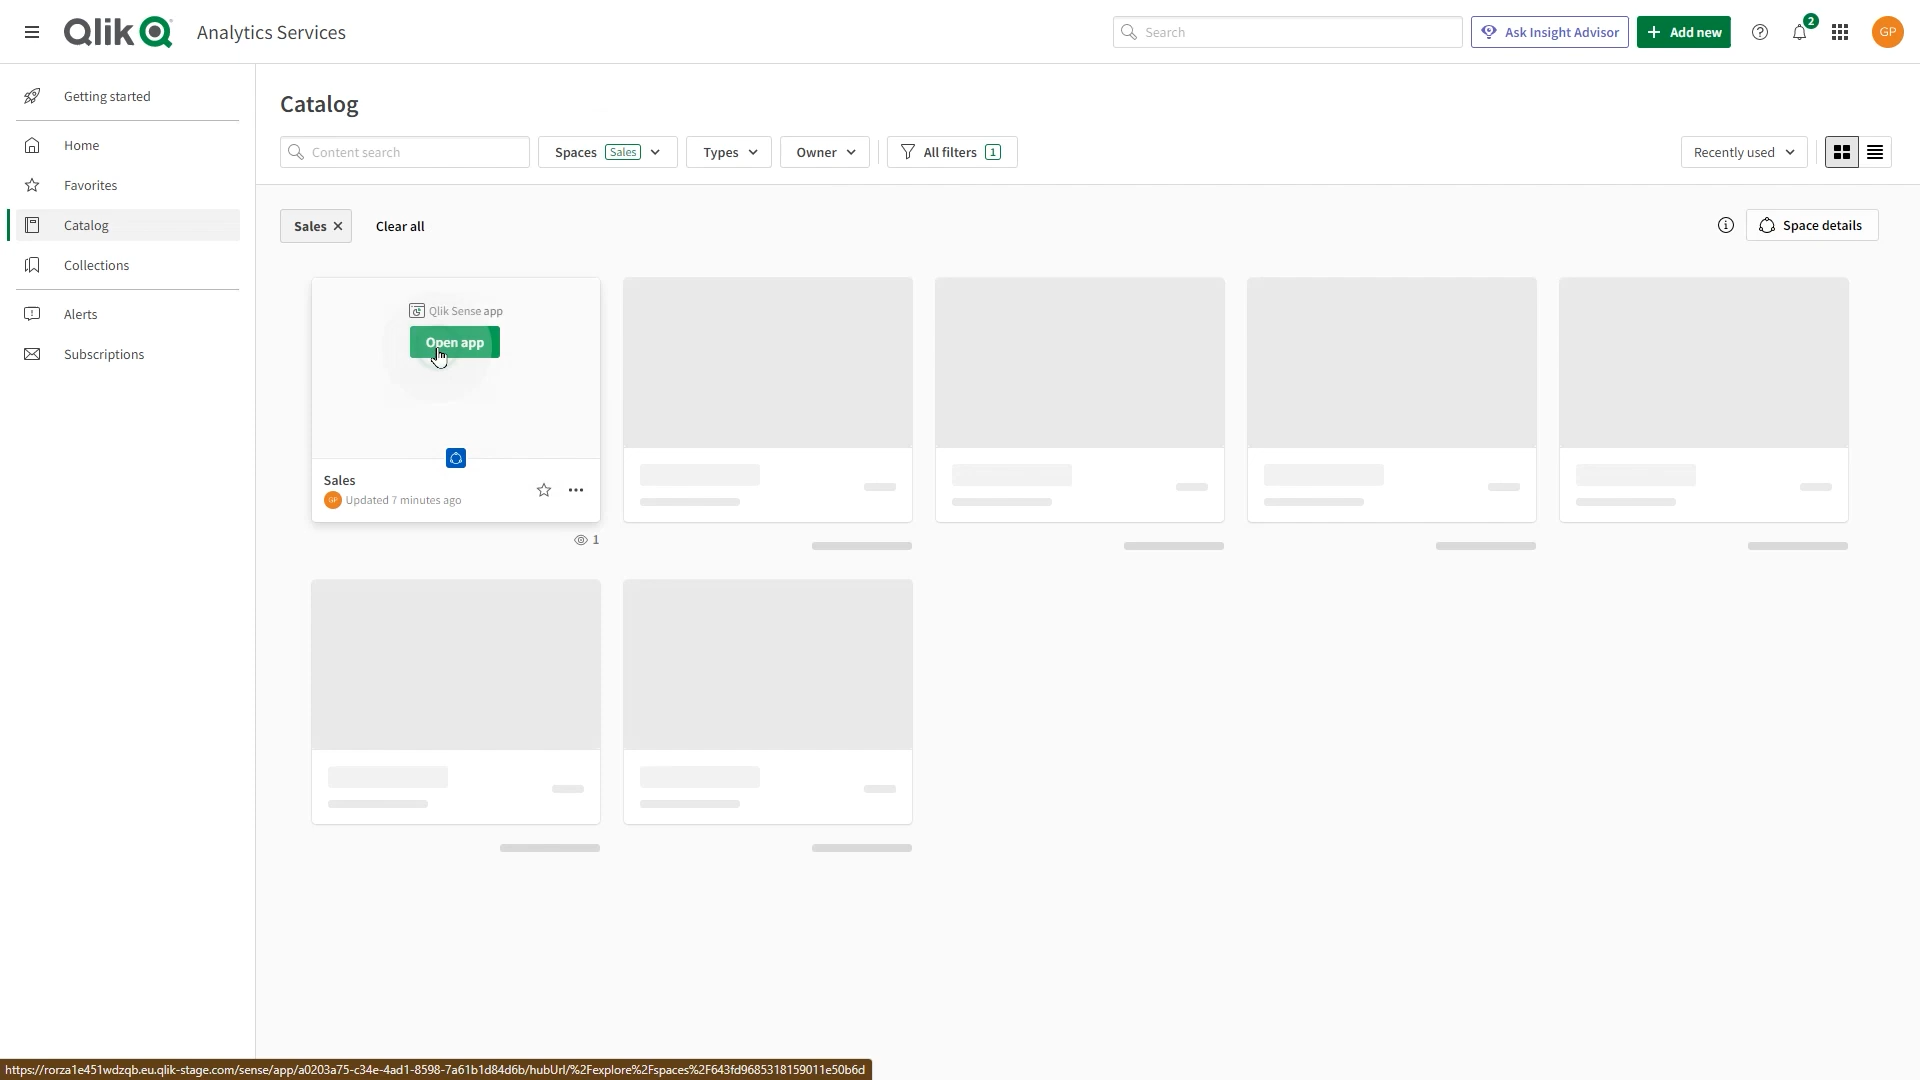 Qlik Analytics Services
Search
Ask Insight Advisor
Add new
2
GP
Getting started
Home
Favorites
Catalog
Collections
Alerts
Subscriptions
Catalog
Content search
Spaces Sales
Types
Owner
All filters 1
Recently used
Sales
Clear all
Space details
Qlik Sense app
Open app
Sales
GP Updated 7 minutes ago
1
https://rorza1e451wdzqb.eu.qlik-stage.com/sense/app/a0203a75-c34e-4ad1-8598-7a61b1d84d6b/hubUrl/%2Fexplore%2Fspaces%2F643fd9685318159011e50b6d